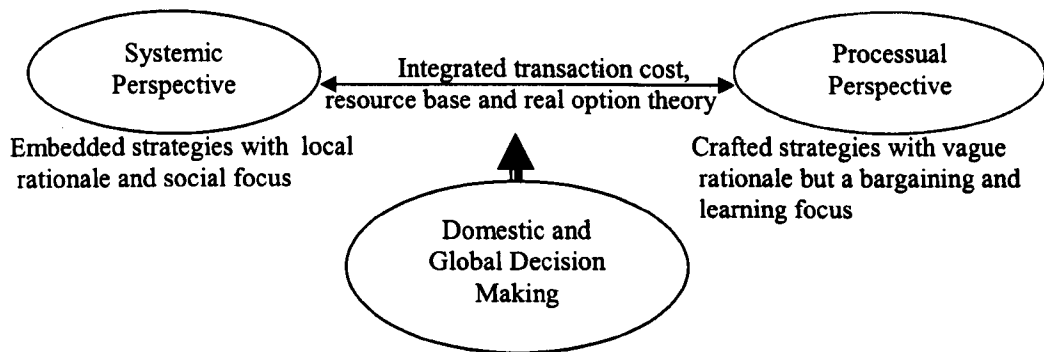 Systemic
Perspective
Integrated transaction cost,
resource base and real option theory
Processual
Perspective
Embedded strategies with local
rationale and social focus
Crafted strategies with vague
rationale but a bargaining and
learning focus
Domestic and
Global Decision
Making